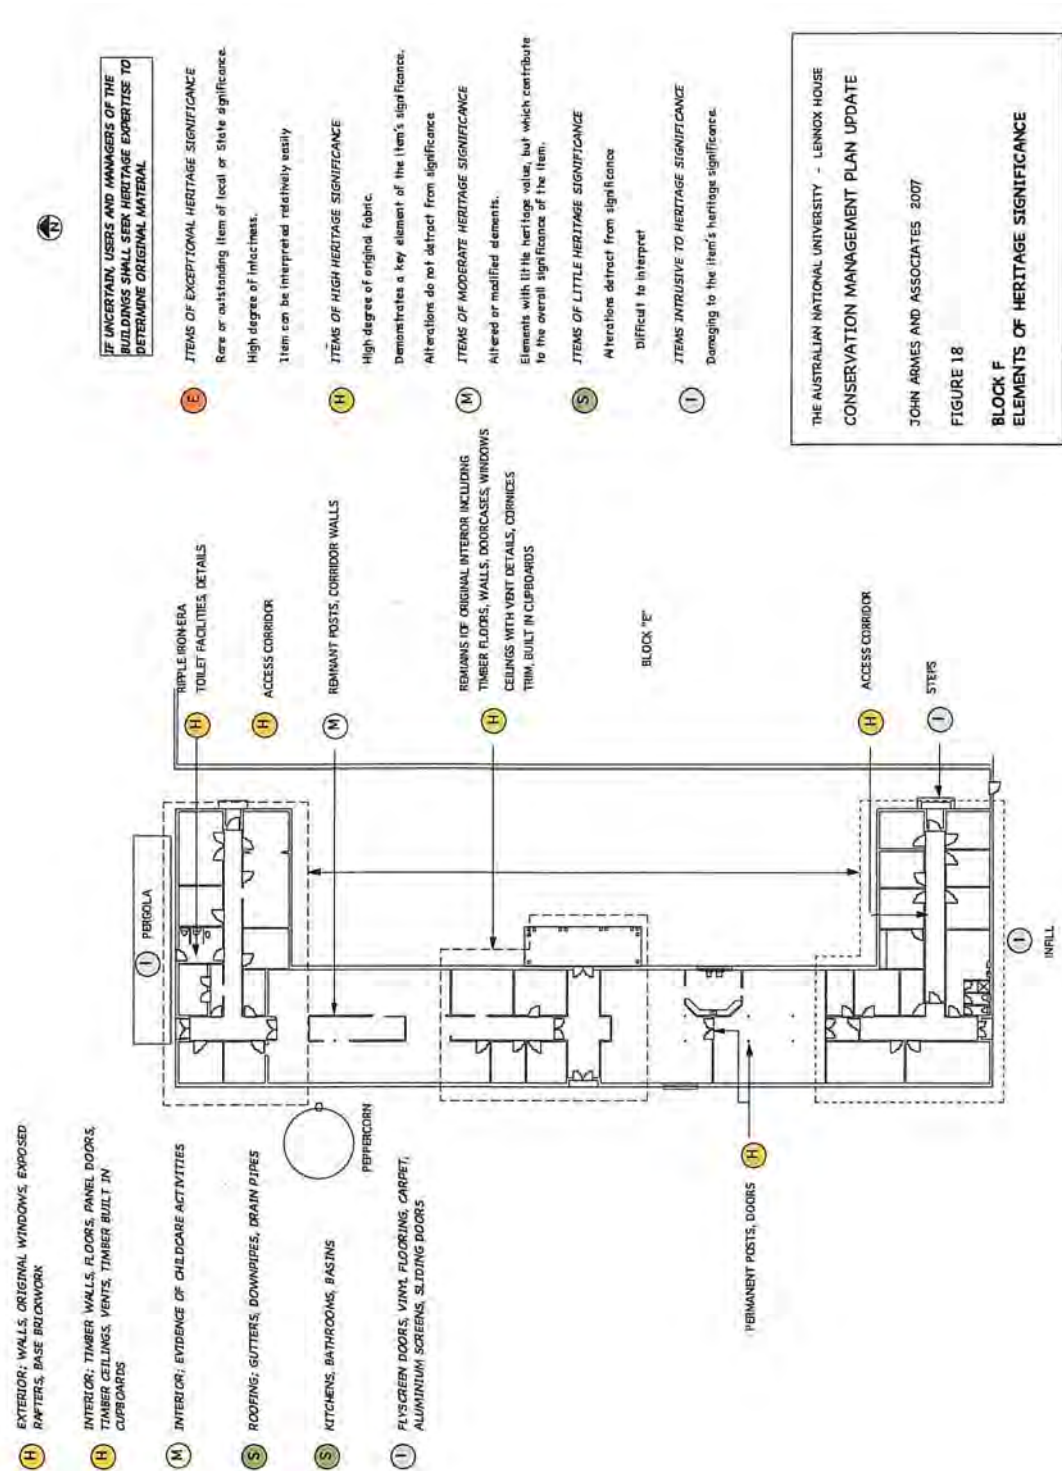 N
IF UNCERTAIN, USERS AND MANAGERS OF THE
BUILDINGS SHALL SEEK HERITAGE EXPERTISE TO
DETERMINE ORIGINAL MATERAL
E
ITEMS OF EXCEPTIONAL HERITAGE SIGNIFICANCE
Rare or outstanding item of local or State significance.
High degree of intactness.
Item can be interpreted relatively easily
H
ITEMS OF HIGH HERITAGE SIGNIFICANCE
High degree of original fabric.
Demonstrates a key element of the item's significance.
Alterations do not detract from significance
M
ITEMS OF MODERATE HERITAGE SIGNIFICANCE
Altered or modified elements.
Elements with little heritage value, but which contribute
to the overall significance of the item.
S
ITEMS OF LITTLE HERITAGE SIGNIFICANCE
Alterations detract from significance
Difficult to interpret
I
ITEMS INTRUSIVE TO HERITAGE SIGNIFICANCE
Damaging to the item's heritage significance.
THE AUSTRALIAN NATIONAL UNIVERSITY - LENNOX HOUSE
CONSERVATION MANAGEMENT PLAN UPDATE
JOHN ARMES AND ASSOCIATES 2007
FIGURE 18
BLOCK F
ELEMENTS OF HERITAGE SIGNIFICANCE
RIPPLE IRON-ERA
TOILET FACILITIES, DETAILS
H
ACCESS CORRIDOR
H
REMNANT POSTS, CORRIDOR WALLS
M
REMIANS IOF ORIGINAL INTERIOR INCLUDING
TIMBER FLOORS, WALLS, DOORCASES, WINDOWS
CEILINGS WITH VENT DETAILS, CORNICES
TRIM, BUILT IN CUPBOARDS
H
BLOCK "E"
ACCESS CORRIDOR
H
STEPS
I
PERGOLA
I
I
INFILL
PEPPERCORN
PERMANENT POSTS, DOORS
H
H
EXTERIOR; WALLS, ORIGINAL WINDOWS, EXPOSED
RAFTERS, BASE BRICKWORK
H
INTERIOR; TIMBER WALLS, FLOORS, PANEL DOORS,
TIMBER CEILINGS, VENTS, TIMBER BUILT IN
CUPBOARDS
M
INTERIOR; EVIDENCE OF CHILDCARE ACTIVITIES
S
ROOFING; GUTTERS, DOWNPIPES, DRAIN PIPES
S
KITCHENS, BATHROOMS, BASINS
I
FLYSCREEN DOORS, VINYL FLOORING, CARPET,
ALUMINIUM SCREENS, SLIDING DOORS